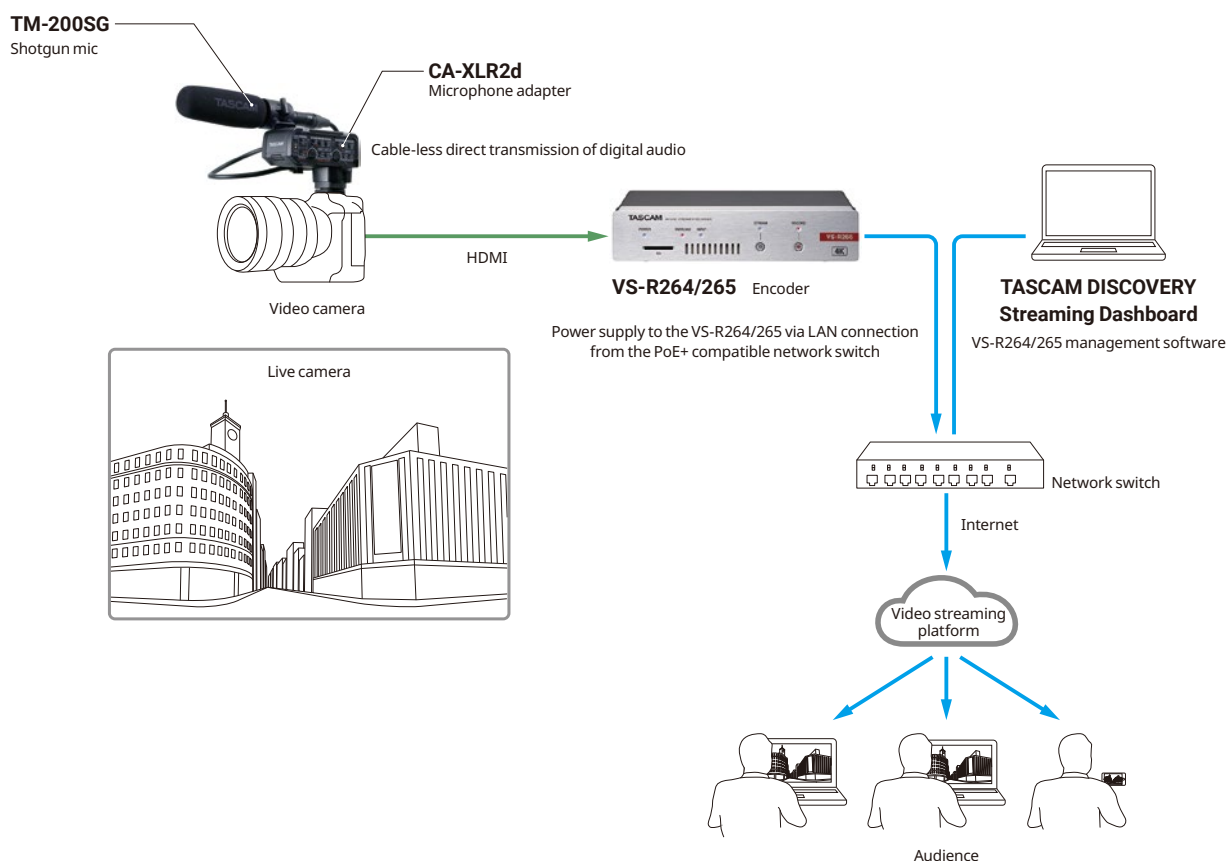 TM-200SG
Shotgun mic
CA-XLR2d
Microphone adapter
TASCAM
Cable-less direct transmission of digital audio
HDMI
Video camera
TASCAM
VS-R265
4K
VS-R264/265 Encoder
Power supply to the VS-R264/265 via LAN connection
from the PoE+ compatible network switch
TASCAM DISCOVERY
Streaming Dashboard
VS-R264/265 management software
Live camera
Network switch
Internet
Video streaming
platform
Audience